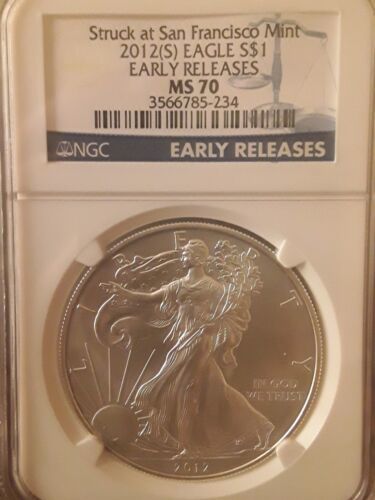 Struck at San Francisco Mint
2012(S) EAGLE S$1
EARLY RELEASES
MS 70
3566785-234
NGC
EARLY RELEASES
LIBERTY
IN GOD
WE TRUST
2012